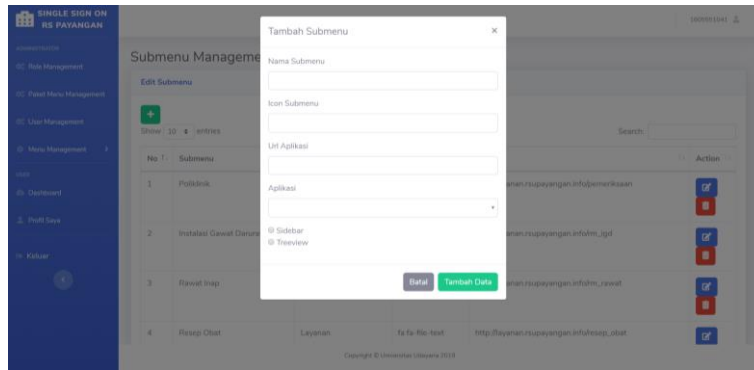 SINGLE SIGN ON
RS PAYANGAN
ADMINISTRATOR
Role Management
Paket Menu Management
User Management
Menu Management
USER
Dashboard
Profil Saya
Keluar
Submenu Manageme
Edit Submenu
Show 10 entries
Search:
No Submenu Action
1 Poliklinik anan.rsupayangan.info/pemeriksaan
2 Instalasi Gawat Darura anan.rsupayangan.info/rm_igd
3 Rawat Inap anan.rsupayangan.info/rm_rawat
4 Resep Obat Layanan fa fa-file-text http://layanan.rsupayangan.info/resep_obat
Tambah Submenu ×
Nama Submenu
Icon Submenu
Url Aplikasi
Aplikasi
Sidebar
Treeview
Batal Tambah Data
Copyright © Universitas Udayana 2019